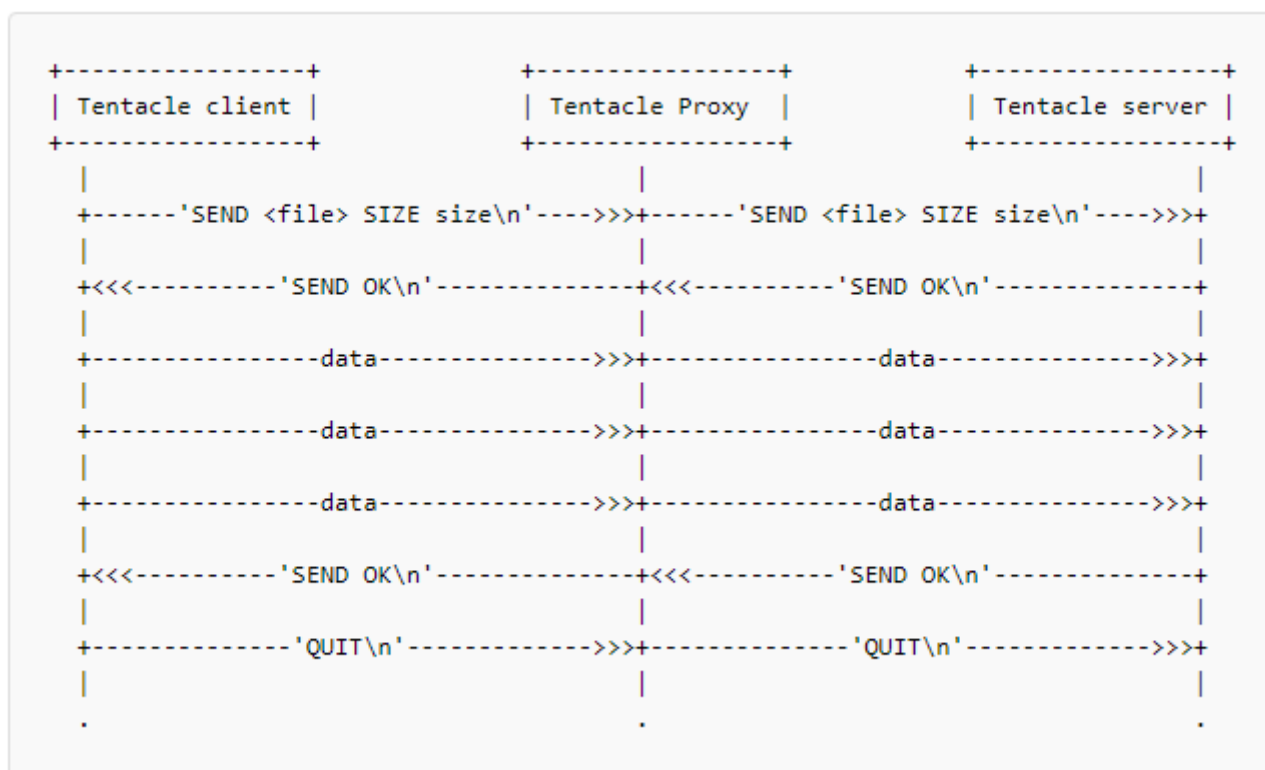 +-----------------+              +-----------------+            +-----------------+
| Tentacle client |              | Tentacle Proxy  |            | Tentacle server |
+-----------------+              +-----------------+            +-----------------+
  |                                      |                                      |
  +------'SEND <file> SIZE size\n'---->>>+------'SEND <file> SIZE size\n'---->>>+
  |                                      |                                      |
  +<<<----------'SEND OK\n'--------------+<<<----------'SEND OK\n'--------------+
  |                                      |                                      |
  +----------------data--------------->>>+----------------data--------------->>>+
  |                                      |                                      |
  +----------------data--------------->>>+----------------data--------------->>>+
  |                                      |                                      |
  +----------------data--------------->>>+----------------data--------------->>>+
  |                                      |                                      |
  +<<<----------'SEND OK\n'--------------+<<<----------'SEND OK\n'--------------+
  |                                      |                                      |
  +--------------'QUIT\n'------------->>>+--------------'QUIT\n'------------->>>+
  |                                      |                                      |
  .                                      .                                      .